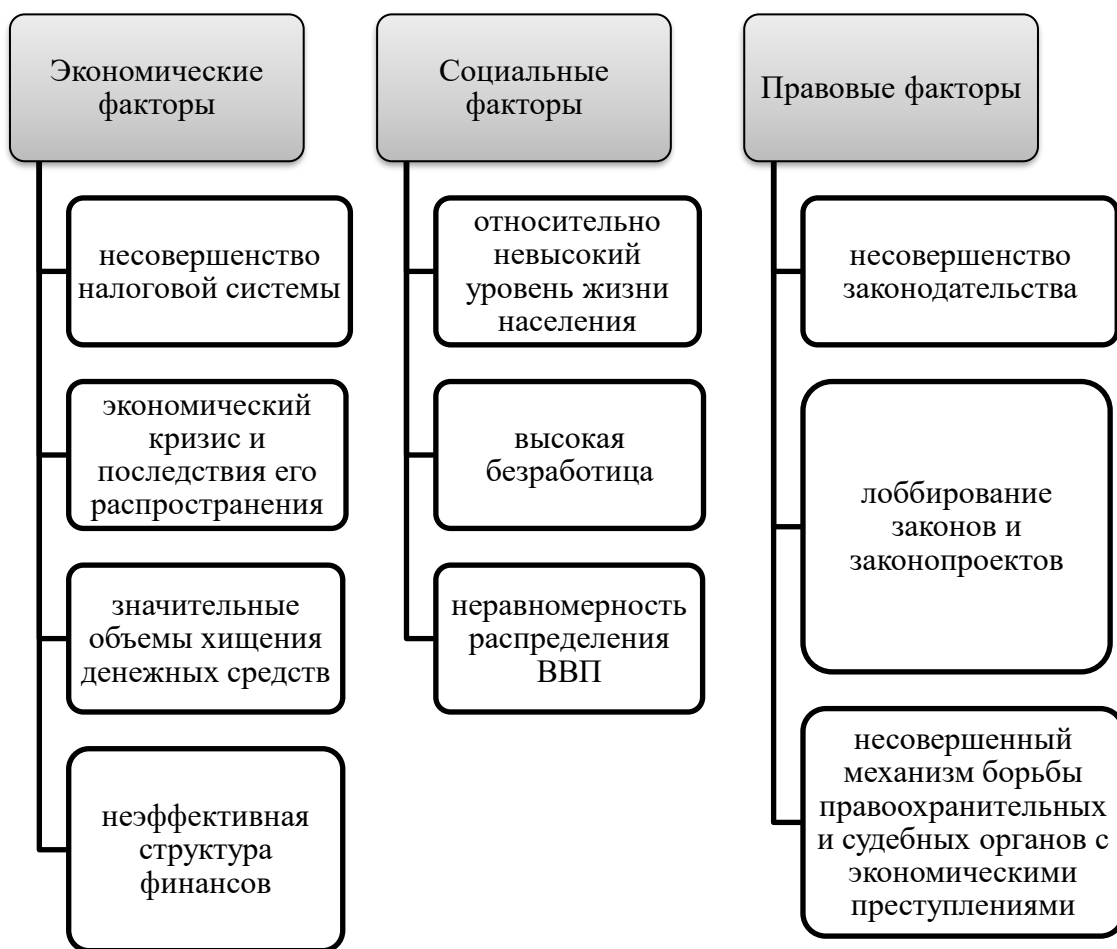 Экономические
факторы
несовершенство
налоговой системы
экономический
кризис и
последствия его
распространения
значительные
объемы хищения
денежных средств
неэффективная
структура
финансов
Социальные
факторы
относительно
невысокий
уровень жизни
населения
высокая
безработица
неравномерность
распределения
ВВП
Правовые факторы
несовершенство
законодательства
лоббирование
законов и
законопроектов
несовершенный
механизм борьбы
правоохранительных
и судебных органов с
экономическими
преступлениями